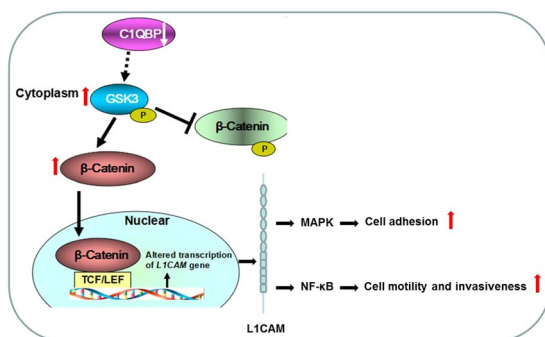 C1QBP
Cytoplasm
GSK3
P
β-Catenin
P
β-Catenin
Nuclear
β-Catenin
TCF/LEF
Altered transcription
of L1CAM gene
MAPK
Cell adhesion
NF-κB
Cell motility and invasiveness
L1CAM